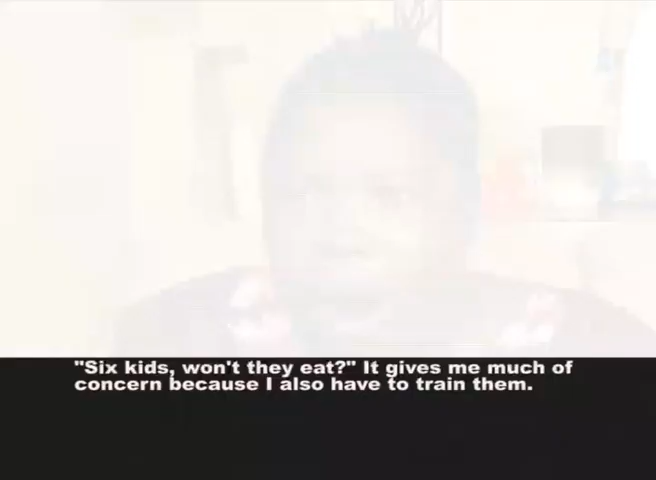 "Six kids, won't they eat?" It gives me much of
concern because I also have to train them.